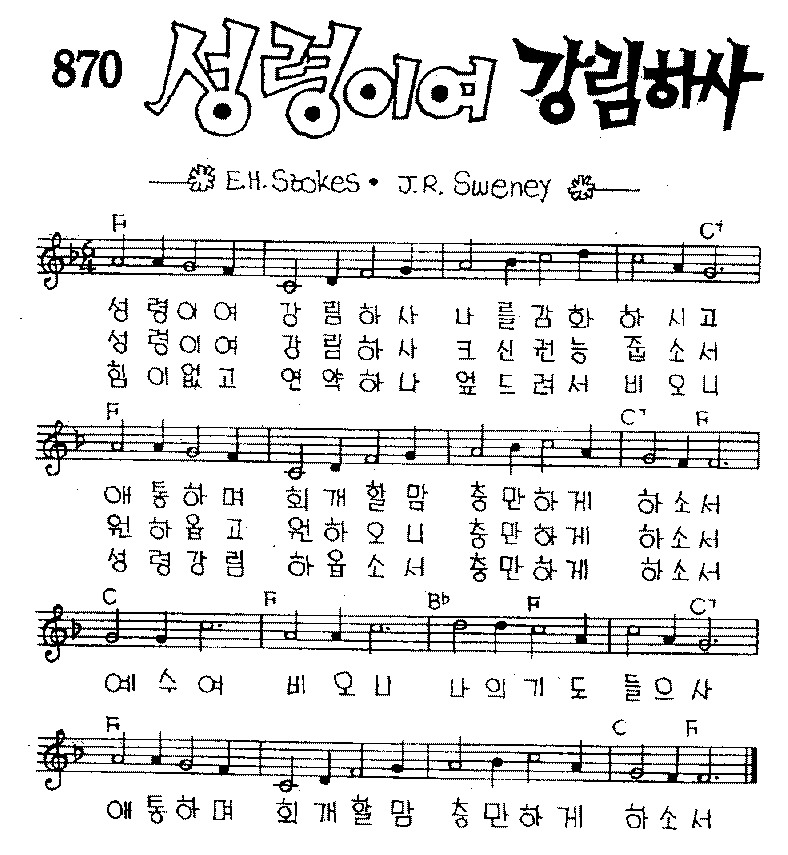 870 성령이여 강림하사
E.H. Stokes • J.R. Sweney
F C7
6/4
성 령이 여 강 림 하 사 나 를 감 화 하 시 고
성 령 이 여 강 림 하 사 크 신 권 능 줍 소 서
힘 이 없 고 연 약 하 나 엎 드 려 서 비 오 니
F C7 F
애 통 하 며 회 개 할 맘 충 만 하 게 하 소 서
원 하 옵 고 원 하 오 니 충 만 하 게 하 소 서
성 령 강 림 하 옵 소 서 충 만 하 게 하 소 서
C F Bb F C7
예 수 여 비 오 니 나 의 기 도 들 으 사
F C F
애 통 하 며 회 개 할 맘 충 만 하 게 하 소 서